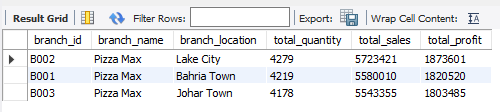 Result Grid Filter Rows: Export: Wrap Cell Content:
branch_id branch_name branch_location total_quantity total_sales total_profit
B002 Pizza Max Lake City 4279 5723421 1873601
B001 Pizza Max Bahria Town 4219 5580010 1820520
B003 Pizza Max Johar Town 4178 5543355 1803485